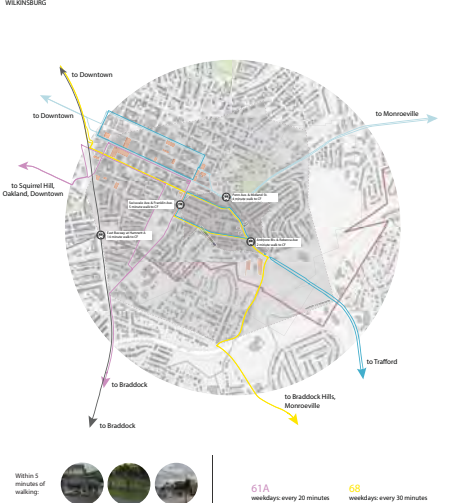 WILKINSBURG
to Downtown
to Downtown
to Monroeville
to Squirrel Hill,
Oakland, Downtown
to Trafford
to Braddock
to Braddock Hills,
Monroeville
to Braddock
Within 5
minutes of
walking:
61A
weekdays: every 20 minutes
68
weekdays: every 30 minutes